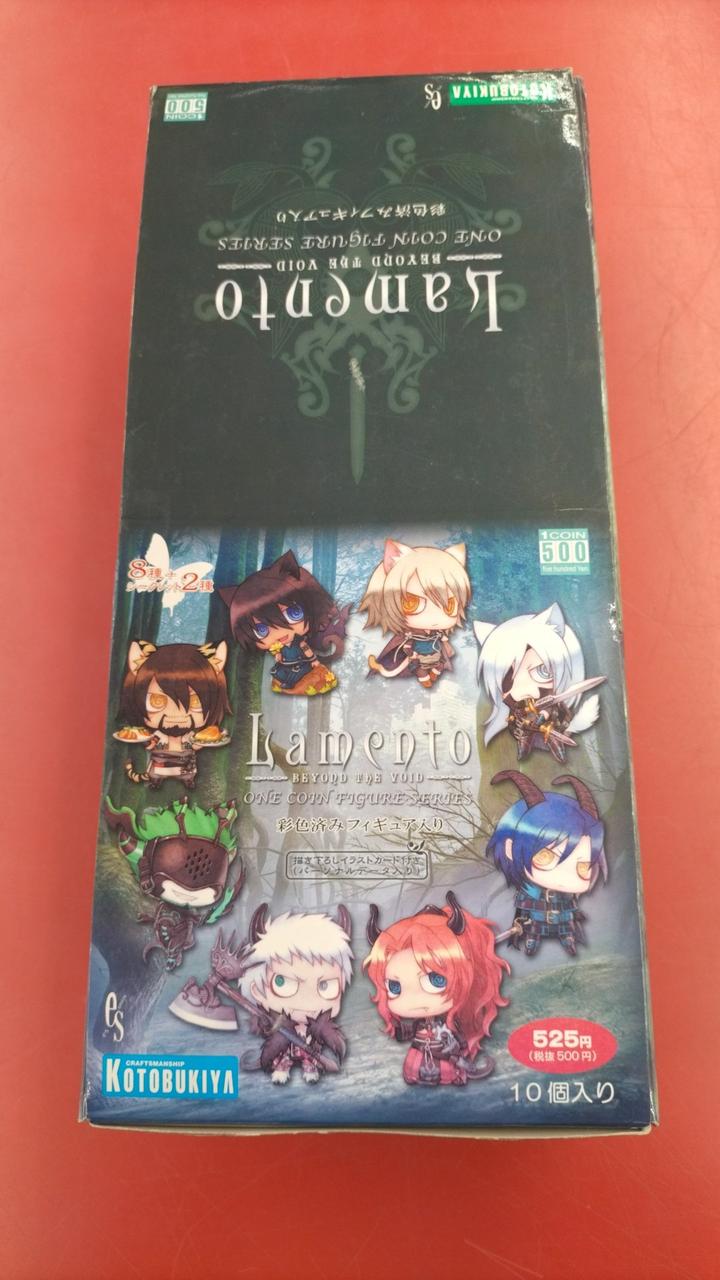 KOTOBUKIYA
es
1COIN
500
彩色済みフィギュア入り
ONE COIN FIGURE SERIES
BEYOND THE VOID
Lamento
1COIN
500
five hundred Yen
8種+
シークレット2種
Lamento
BEYOND THE VOID
ONE COIN FIGURE SERIES
彩色済みフィギュア入り
描き下ろしイラストカード付き
(パーソナルデータ入り)
es
CRAFTSMANSHIP
KOTOBUKIYA
525円
(税抜500円)
10個入り